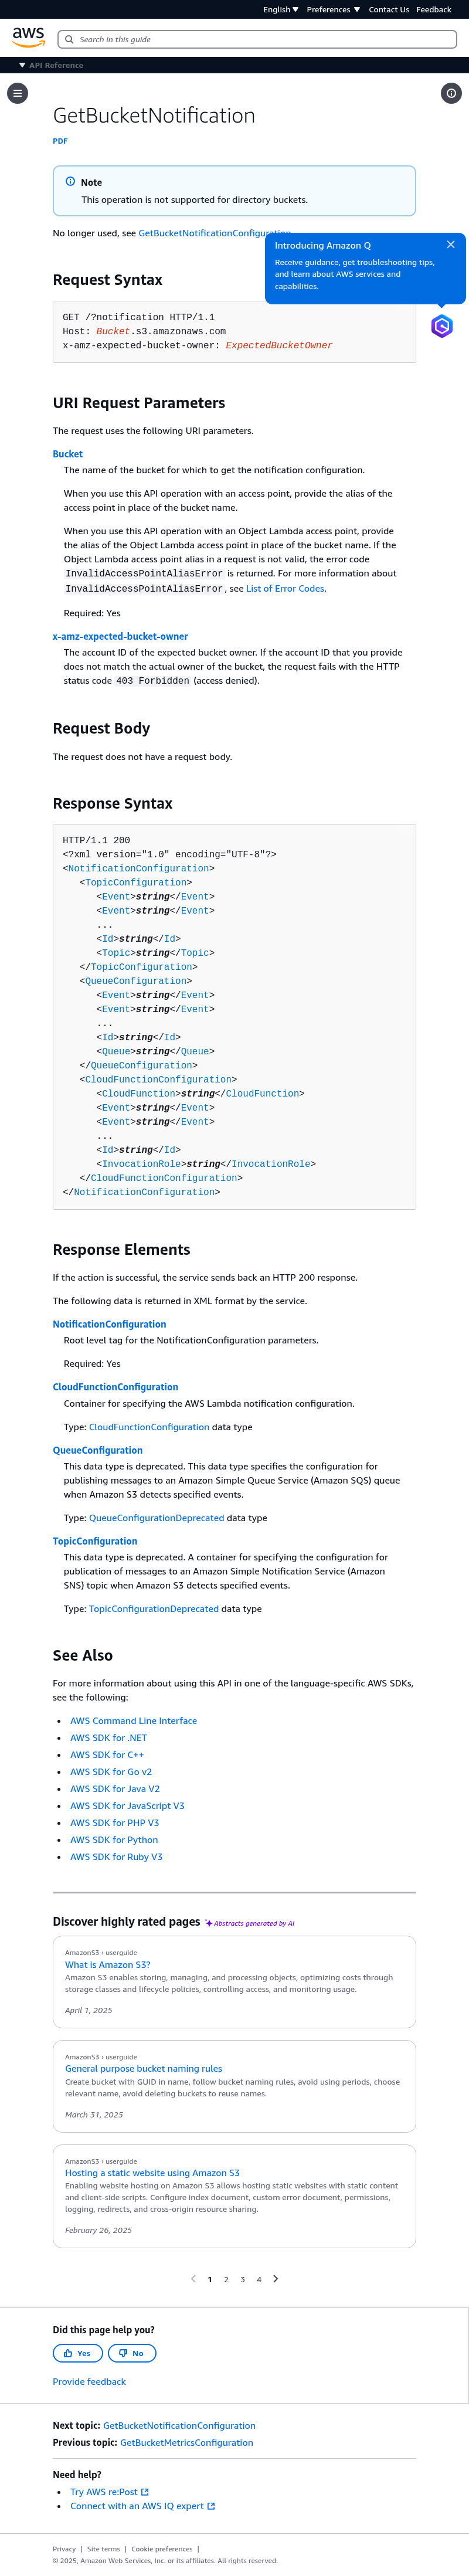 English Preferences Contact Us Feedback
aws Search in this guide
API Reference
GetBucketNotification
PDF
Note
This operation is not supported for directory buckets.
No longer used, see GetBucketNotificationConfiguration
Introducing Amazon Q
Receive guidance, get troubleshooting tips,
and learn about AWS services and
capabilities.
Request Syntax
GET /?notification HTTP/1.1
Host: Bucket.s3.amazonaws.com
x-amz-expected-bucket-owner: ExpectedBucketOwner
URI Request Parameters
The request uses the following URI parameters.
Bucket
The name of the bucket for which to get the notification configuration.
When you use this API operation with an access point, provide the alias of the
access point in place of the bucket name.
When you use this API operation with an Object Lambda access point, provide
the alias of the Object Lambda access point in place of the bucket name. If the
Object Lambda access point alias in a request is not valid, the error code
InvalidAccessPointAliasError is returned. For more information about
InvalidAccessPointAliasError, see List of Error Codes.
Required: Yes
x-amz-expected-bucket-owner
The account ID of the expected bucket owner. If the account ID that you provide
does not match the actual owner of the bucket, the request fails with the HTTP
status code 403 Forbidden (access denied).
Request Body
The request does not have a request body.
Response Syntax
HTTP/1.1 200
<?xml version="1.0" encoding="UTF-8"?>
<NotificationConfiguration>
<TopicConfiguration>
<Event>string</Event>
<Event>string</Event>
...
<Id>string</Id>
<Topic>string</Topic>
</TopicConfiguration>
<QueueConfiguration>
<Event>string</Event>
<Event>string</Event>
...
<Id>string</Id>
<Queue>string</Queue>
</QueueConfiguration>
<CloudFunctionConfiguration>
<CloudFunction>string</CloudFunction>
<Event>string</Event>
<Event>string</Event>
...
<Id>string</Id>
<InvocationRole>string</InvocationRole>
</CloudFunctionConfiguration>
</NotificationConfiguration>
Response Elements
If the action is successful, the service sends back an HTTP 200 response.
The following data is returned in XML format by the service.
NotificationConfiguration
Root level tag for the NotificationConfiguration parameters.
Required: Yes
CloudFunctionConfiguration
Container for specifying the AWS Lambda notification configuration.
Type: CloudFunctionConfiguration data type
QueueConfiguration
This data type is deprecated. This data type specifies the configuration for
publishing messages to an Amazon Simple Queue Service (Amazon SQS) queue
when Amazon S3 detects specified events.
Type: QueueConfigurationDeprecated data type
TopicConfiguration
This data type is deprecated. A container for specifying the configuration for
publication of messages to an Amazon Simple Notification Service (Amazon
SNS) topic when Amazon S3 detects specified events.
Type: TopicConfigurationDeprecated data type
See Also
For more information about using this API in one of the language-specific AWS SDKs,
see the following:
AWS Command Line Interface
AWS SDK for .NET
AWS SDK for C++
AWS SDK for Go v2
AWS SDK for Java V2
AWS SDK for JavaScript V3
AWS SDK for PHP V3
AWS SDK for Python
AWS SDK for Ruby V3
Discover highly rated pages Abstracts generated by AI
AmazonS3 › userguide
What is Amazon S3?
Amazon S3 enables storing, managing, and processing objects, optimizing costs through
storage classes and lifecycle policies, controlling access, and monitoring usage.
April 1, 2025
AmazonS3 › userguide
General purpose bucket naming rules
Create bucket with GUID in name, follow bucket naming rules, avoid using periods, choose
relevant name, avoid deleting buckets to reuse names.
March 31, 2025
AmazonS3 › userguide
Hosting a static website using Amazon S3
Enabling website hosting on Amazon S3 allows hosting static websites with static content
and client-side scripts. Configure index document, custom error document, permissions,
logging, redirects, and cross-origin resource sharing.
February 26, 2025
1 2 3 4
Did this page help you?
Yes No
Provide feedback
Next topic: GetBucketNotificationConfiguration
Previous topic: GetBucketMetricsConfiguration
Need help?
Try AWS re:Post
Connect with an AWS IQ expert
Privacy | Site terms | Cookie preferences |
© 2025, Amazon Web Services, Inc. or its affiliates. All rights reserved.